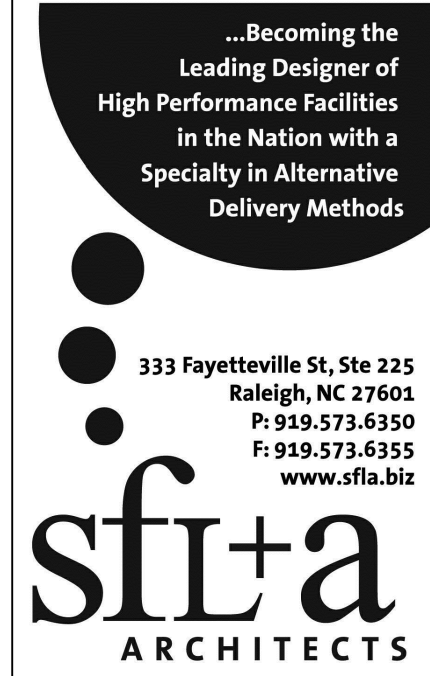 ...Becoming the
Leading Designer of
High Performance Facilities
in the Nation with a
Specialty in Alternative
Delivery Methods
333 Fayetteville St, Ste 225
Raleigh, NC 27601
P: 919.573.6350
F: 919.573.6355
www.sfla.biz
sfL+a
ARCHITECTS